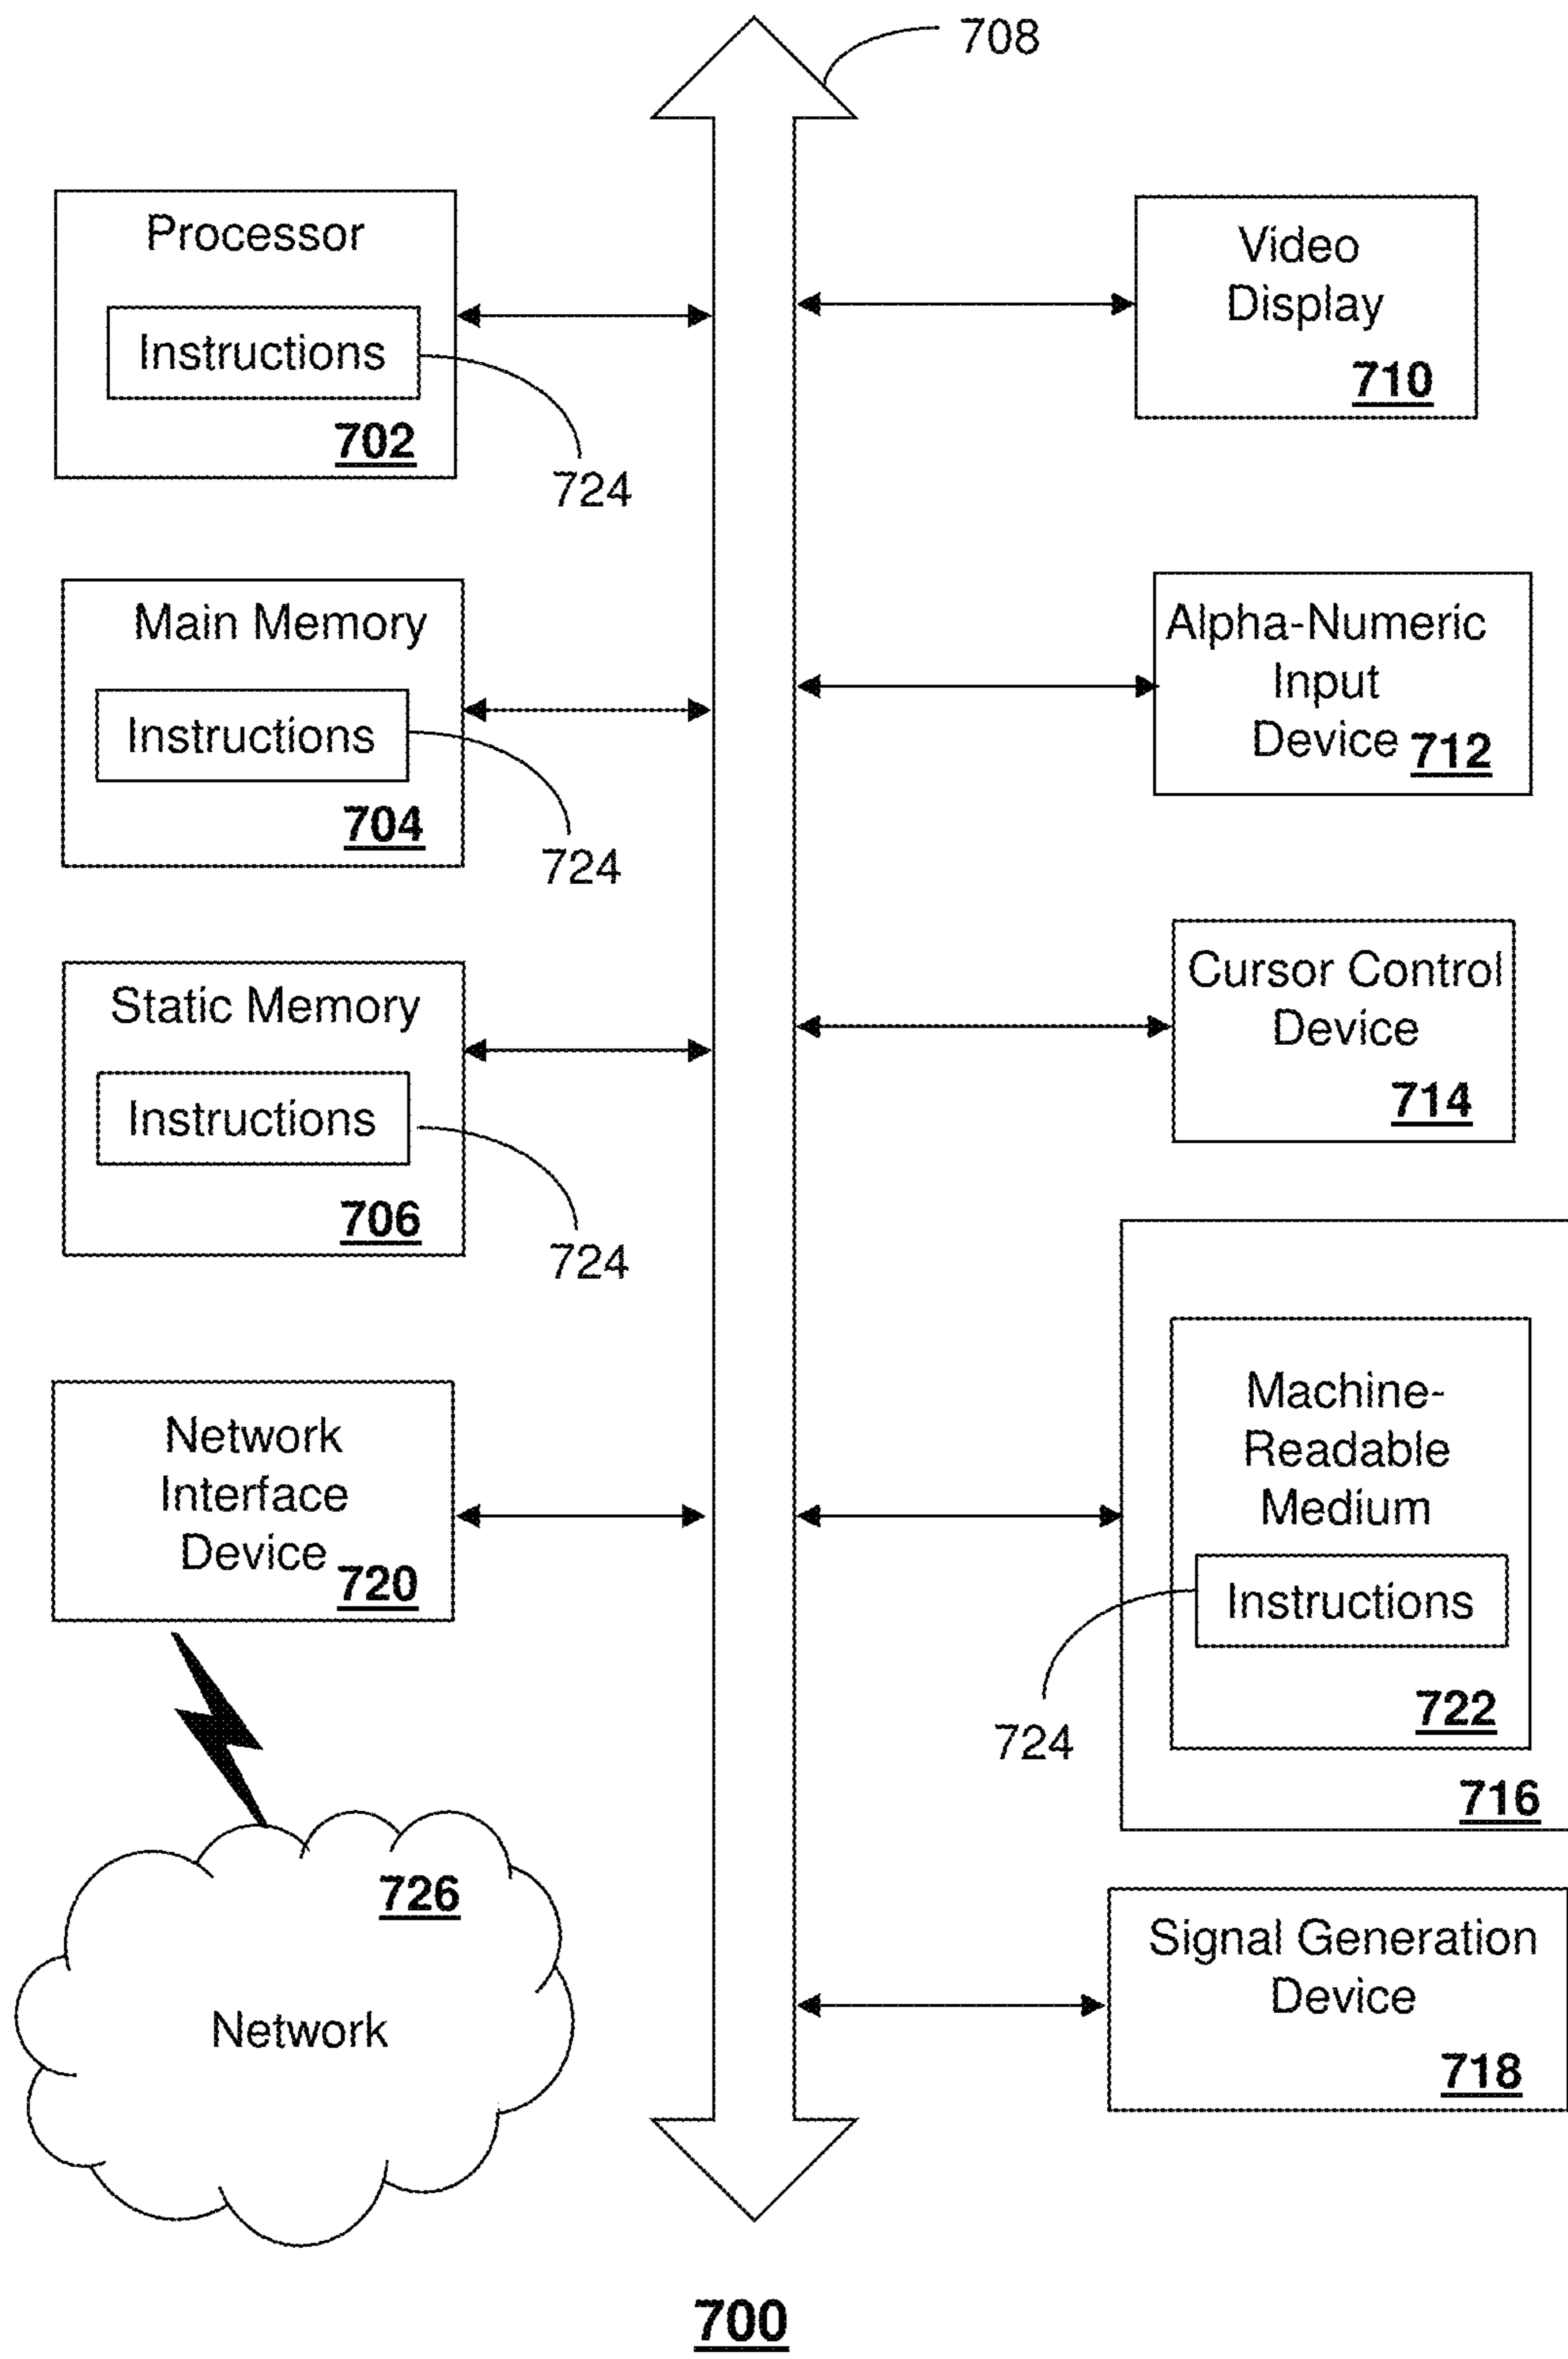 708
Processor
Instructions
702
724
Main Memory
Instructions
704
724
Static Memory
Instructions
706
724
Network
Interface
Device
720
726
Network
Video
Display
710
Alpha-Numeric
Input
Device 712
Cursor Control
Device
714
Machine-
Readable
Medium
Instructions
724
722
716
Signal Generation
Device
718
700